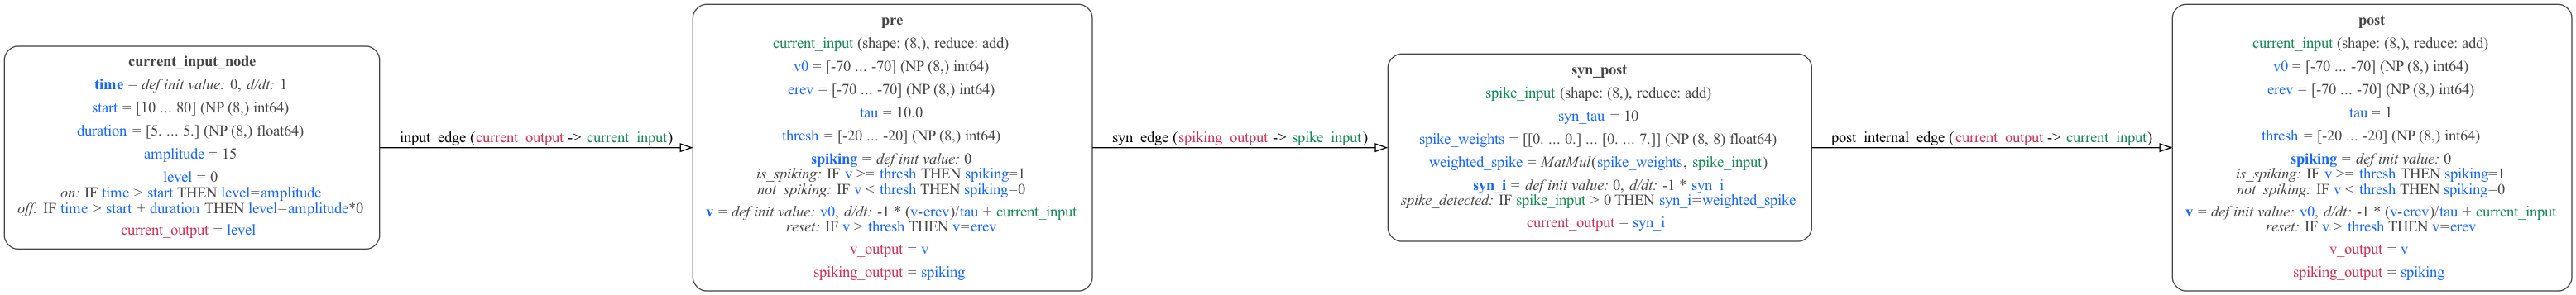 current_input_node
time = def init value: 0, d/dt: 1
start = [10 ... 80] (NP (8,) int64)
duration = [5. ... 5.] (NP (8,) float64)
amplitude = 15
level = 0
on: IF time > start THEN level=amplitude
off: IF time > start + duration THEN level=amplitude*0
current_output = level
input_edge (current_output -> current_input)
pre
current_input (shape: (8,), reduce: add)
v0 = [-70 ... -70] (NP (8,) int64)
erev = [-70 ... -70] (NP (8,) int64)
tau = 10.0
thresh = [-20 ... -20] (NP (8,) int64)
spiking = def init value: 0
is_spiking: IF v >= thresh THEN spiking=1
not_spiking: IF v < thresh THEN spiking=0
v = def init value: v0, d/dt: -1 * (v-erev)/tau + current_input
reset: IF v > thresh THEN v=erev
v_output = v
spiking_output = spiking
syn_edge (spiking_output -> spike_input)
syn_post
spike_input (shape: (8,), reduce: add)
syn_tau = 10
spike_weights = [[0. ... 0.] ... [0. ... 7.]] (NP (8, 8) float64)
weighted_spike = MatMul(spike_weights, spike_input)
syn_i = def init value: 0, d/dt: -1 * syn_i
spike_detected: IF spike_input > 0 THEN syn_i=weighted_spike
current_output = syn_i
post_internal_edge (current_output -> current_input)
post
current_input (shape: (8,), reduce: add)
v0 = [-70 ... -70] (NP (8,) int64)
erev = [-70 ... -70] (NP (8,) int64)
tau = 1
thresh = [-20 ... -20] (NP (8,) int64)
spiking = def init value: 0
is_spiking: IF v >= thresh THEN spiking=1
not_spiking: IF v < thresh THEN spiking=0
v = def init value: v0, d/dt: -1 * (v-erev)/tau + current_input
reset: IF v > thresh THEN v=erev
v_output = v
spiking_output = spiking